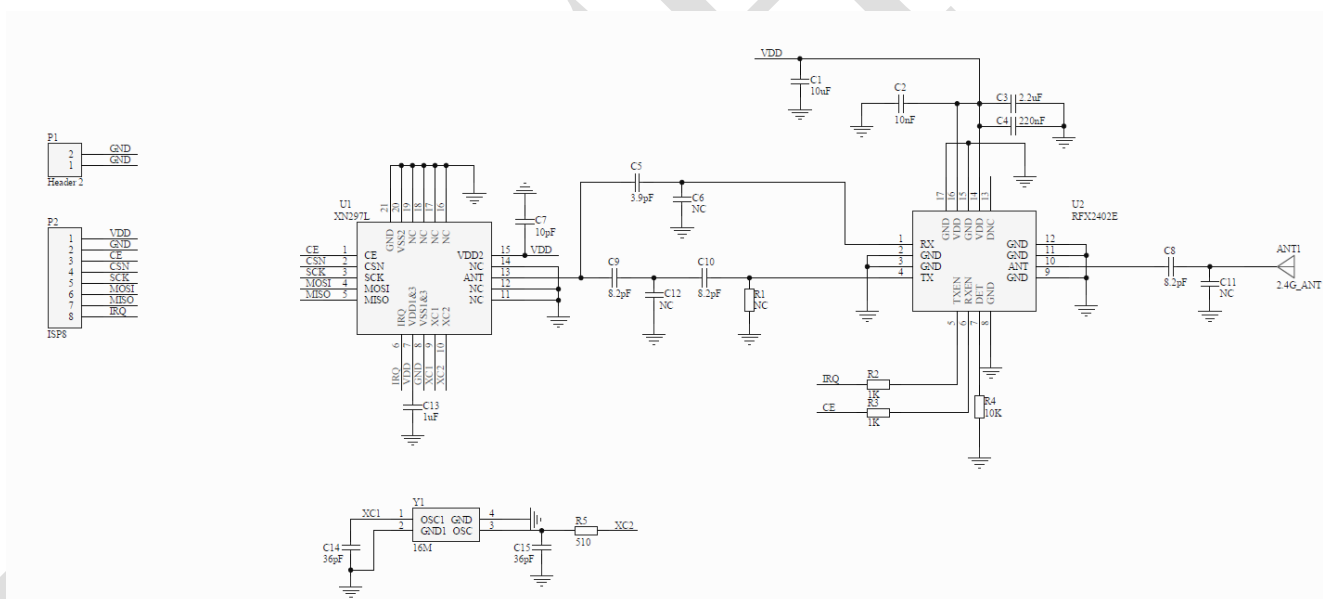 VDD
C1
10uF
C2
10nF
C3 2.2uF
C4 220nF
P1
2 GND
1 GND
Header 2
P2
1 VDD
2 GND
3 CE
4 CSN
5 SCK
6 MOSI
7 MISO
8 IRQ
ISP8
U1
XN297L
21 20 19 18 17 16
GND VSS2 NC NC NC NC
CE 1 CE
CSN 2 CSN
SCK 3 SCK
MOSI 4 MOSI
MISO 5 MISO
VDD2 15 VDD
NC 14
ANT 13
NC 12
NC 11
IRQ VDD1&3 VSS1&3 XC1 XC2
6 7 8 9 10
IRQ VDD GND XC1 XC2
C7
10pF
C13
1uF
C5
3.9pF
C6
NC
C9
8.2pF
C12
NC
C10
8.2pF
R1
NC
U2
RFX2402E
17 16 15 14 13
GND VDD GND VDD DNC
1 RX
2 GND
3 GND
4 TX
GND 12
GND 11
ANT 10
GND 9
TXEN RXEN DET GND
5 6 7 8
C8
8.2pF
C11
NC
ANT1
2.4G_ANT
IRQ R2
1K
CE R3
1K
R4
10K
Y1
XC1 1 OSC1 GND 4
2 GND1 OSC 3
16M
C14
36pF
C15
36pF
R5
510
XC2